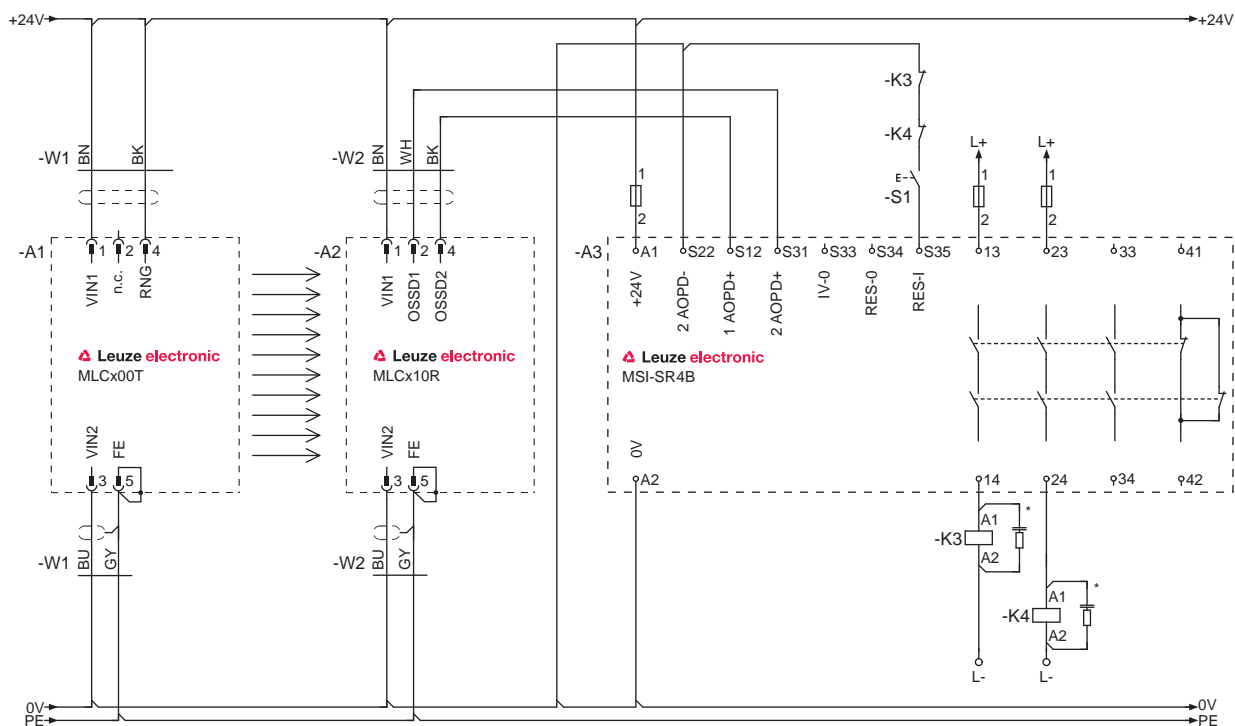 +24V
+24V
-K3
-K4
E
-S1
L+
1
2
L+
1
2
1
2
-W1
BN
BK
-W2
BN
WH
BK
-A1
1
2
4
VIN1
n.c.
RNG
Leuze electronic
MLCx00T
VIN2
FE
3
5
-W1
BU
GY
-A2
1
2
4
VIN1
OSSD1
OSSD2
Leuze electronic
MLCx10R
VIN2
FE
3
5
-W2
BU
GY
-A3
A1
S22
S12
S31
S33
S34
S35
13
23
33
41
+24V
2 AOPD-
1 AOPD+
2 AOPD+
IV-0
RES-0
RES-I
Leuze electronic
MSI-SR4B
0V
A2
14
24
34
42
-K3
A1
A2
*
-K4
A1
A2
*
L-
L-
0V
0V
PE
PE